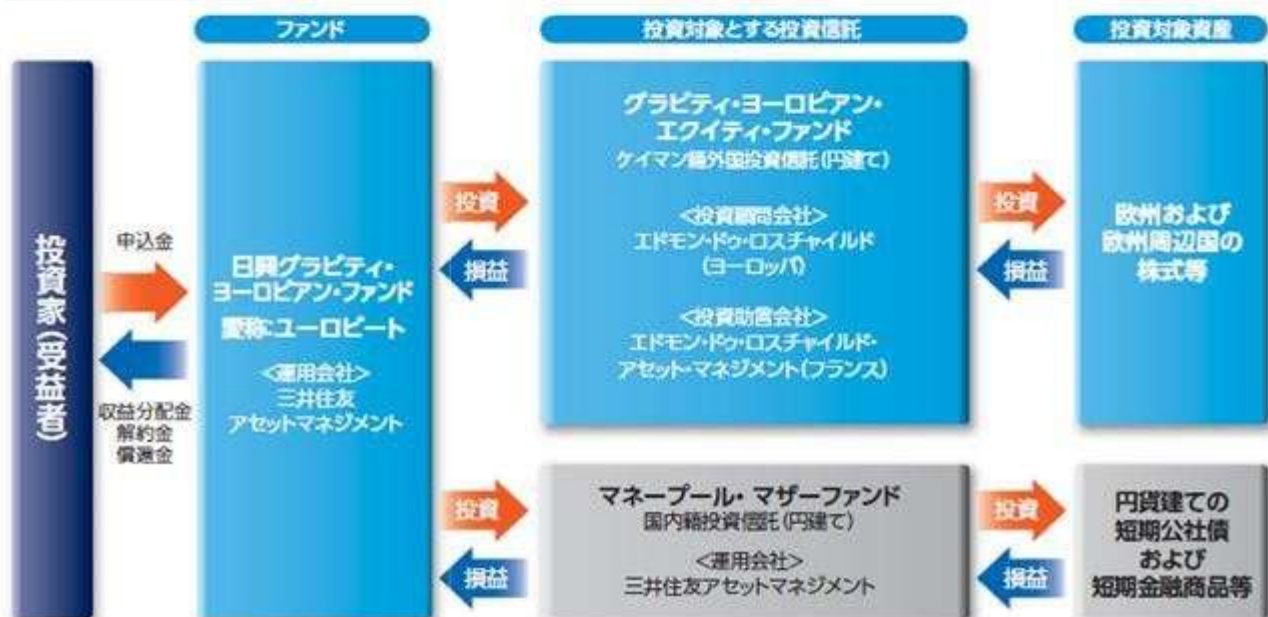 ファンド
投資対象とする投資信託
投資対象資産
投資家(受益者)
申込金
収益分配金
解約金
償還金
日興グラビティ・
ヨーロピアン・ファンド
愛称:ユーロビート
<運用会社>
三井住友
アセットマネジメント
投資
損益
グラビティ・ヨーロピアン・
エクイティ・ファンド
ケイマン籍外国投資信託(円建て)
<投資顧問会社>
エドモン・ドゥ・ロスチャイルド
(ヨーロッパ)
<投資助言会社>
エドモン・ドゥ・ロスチャイルド・
アセット・マネジメント(フランス)
投資
損益
欧州および
欧州周辺国の
株式等
投資
損益
マネープール・マザーファンド
国内籍投資信託(円建て)
<運用会社>
三井住友アセットマネジメント
投資
損益
円貨建ての
短期公社債
および
短期金融商品等